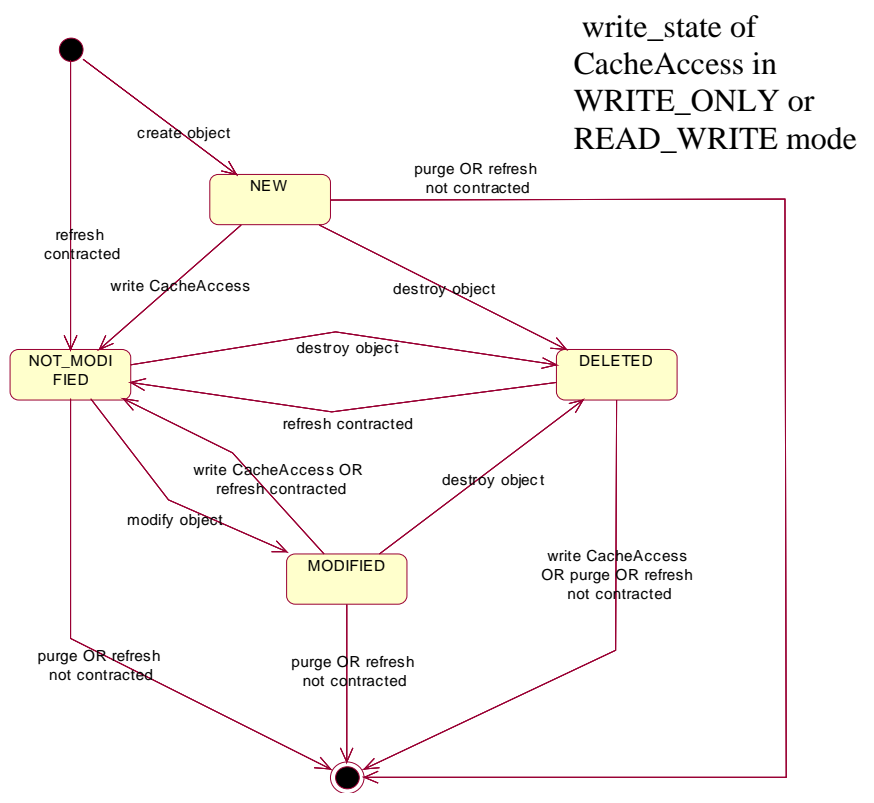 write_state of
CacheAccess in
WRITE_ONLY or
READ_WRITE mode
create object
purge OR refresh
not contracted
NEW
refresh
contracted
write CacheAccess
destroy object
NOT_MODI
FIED
destroy object
DELETED
refresh contracted
write CacheAccess OR
refresh contracted
destroy object
modify object
MODIFIED
write CacheAccess
OR purge OR refresh
not contracted
purge OR refresh
not contracted
purge OR refresh
not contracted